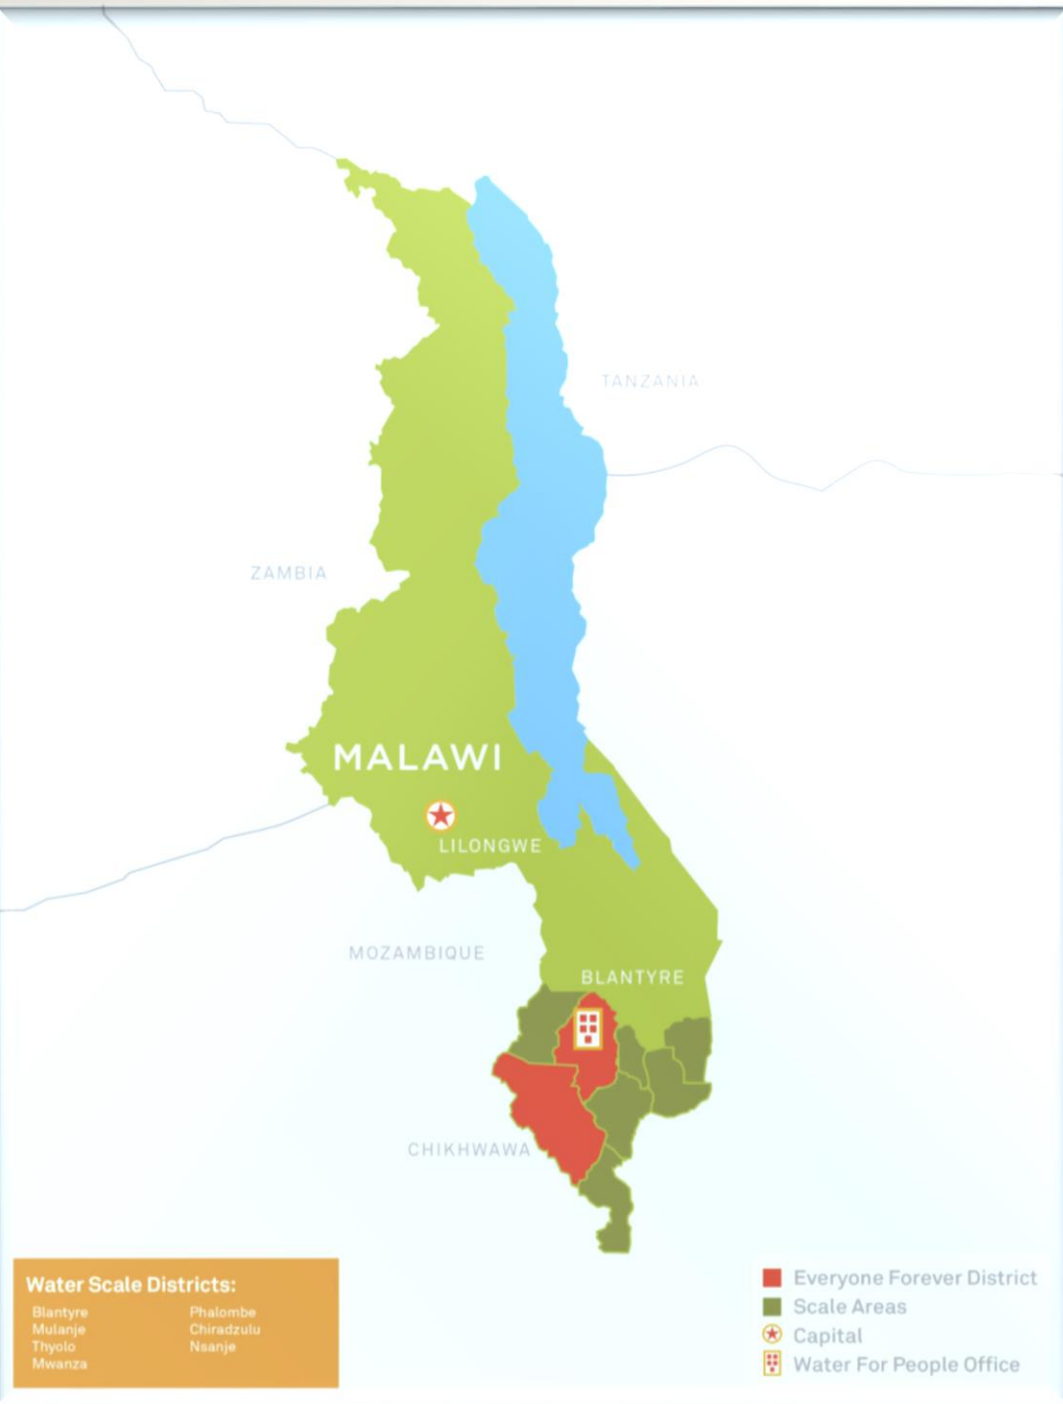 TANZANIA
ZAMBIA
MALAWI
LILONGWE
MOZAMBIQUE
BLANTYRE
CHIKHWAWA
Water Scale Districts:
Blantyre
Mulanje
Thyolo
Mwanza
Phalombe
Chiradzulu
Nsanje
Everyone Forever District
Scale Areas
Capital
Water For People Office